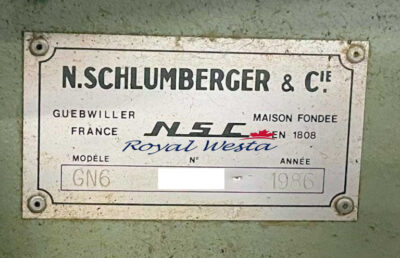 N.SCHLUMBERGER & CIE.
GUEBWILLER MAISON FONDEE
FRANCE NSC EN 1808
Royal Westa
MODÈLE N° ANNÉE
GN6 1986